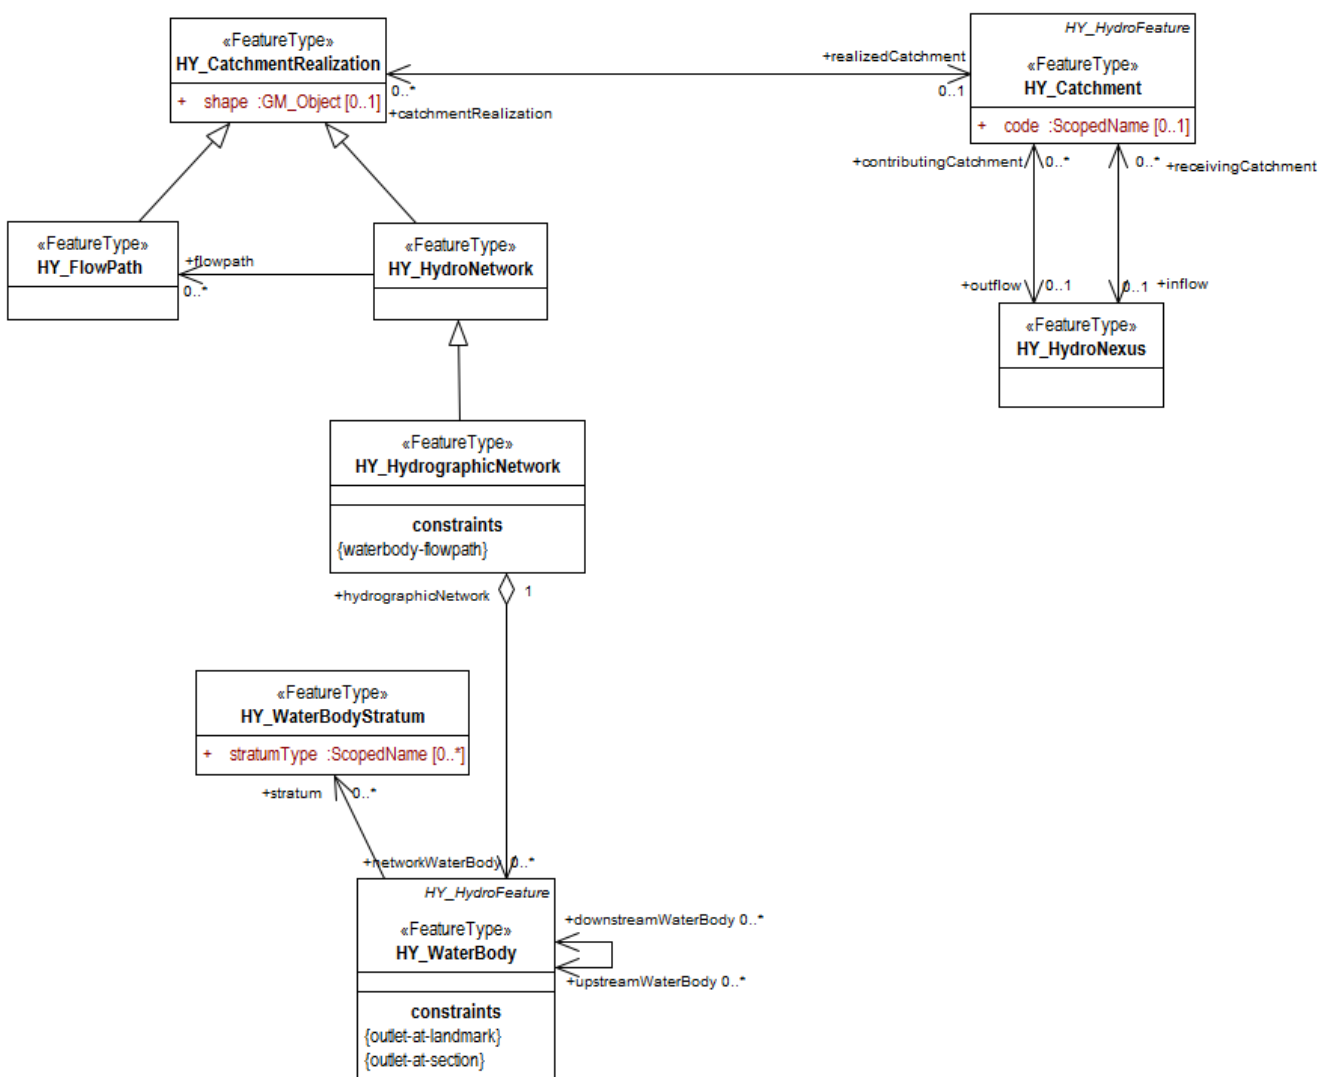 «FeatureType»
HY_CatchmentRealization
+ shape :GM_Object [0..1]
0..*
+catchmentRealization
+realizedCatchment
0..1
HY_HydroFeature
«FeatureType»
HY_Catchment
+ code :ScopedName [0..1]
+contributingCatchment
0..*
0..*
+receivingCatchment
«FeatureType»
HY_FlowPath
+flowpath
0..*
«FeatureType»
HY_HydroNetwork
+outflow
0..1
0..1
+inflow
«FeatureType»
HY_HydroNexus
«FeatureType»
HY_HydrographicNetwork
constraints
{waterbody-flowpath}
+hydrographicNetwork
1
«FeatureType»
HY_WaterBodyStratum
+ stratumType :ScopedName [0..*]
+stratum
0..*
+networkWaterBody
0..*
HY_HydroFeature
«FeatureType»
HY_WaterBody
+downstreamWaterBody 0..*
+upstreamWaterBody 0..*
constraints
{outlet-at-landmark}
{outlet-at-section}